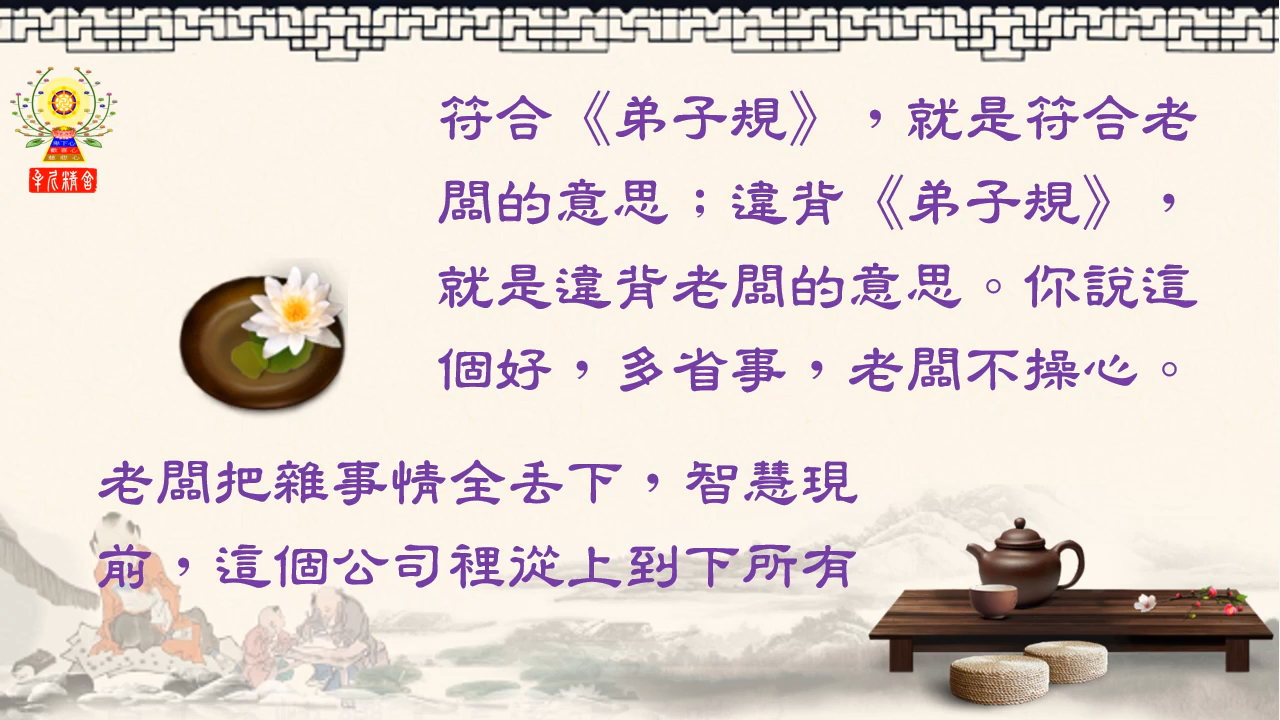 符合《弟子規》，就是符合老
闆的意思；違背《弟子規》，
就是違背老闆的意思。你說這
個好，多省事，老闆不操心。
老闆把雜事情全丟下，智慧現
前，這個公司裡從上到下所有